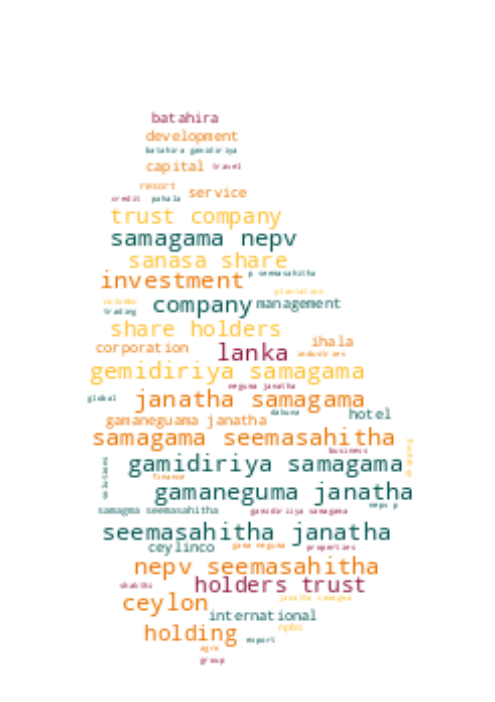 batahira
development
batahira gamidiriya
capital travel
resort
credit pahala service
trust company
samagama nepv
sanasa share
investment p seemasahitha
plantation
colombo company management
trading
share holders
corporation lanka ihala
industries
gemidiriya samagama
neguma janatha
global janatha samagama
dakuna hotel
gamaneguama janatha
samagama seemasahitha
business
gamidiriya samagama
finance
solutions gamaneguma janatha
nepv p
samagma seemasahitha gamidiriya samagama
seemasahitha janatha
ceylinco gama neguma properties
nepv seemasahitha
shakthi holders trust
janatha samagma
ceylon
international
holding npbs
export
agro
group